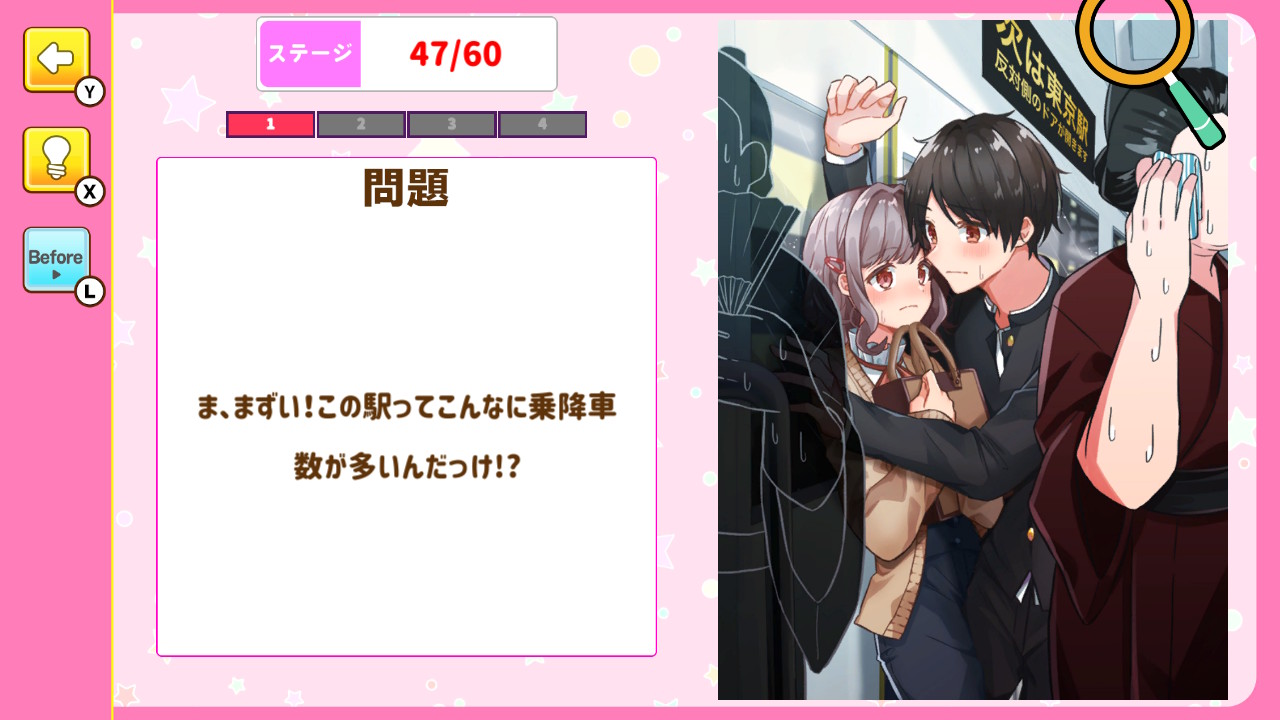 Y
X
Before
L
ステージ
47/60
1
2
3
4
問題
ま、まずい!この駅ってこんなに乗降車
数が多いんだっけ!?
次は東京駅
反対側のドアが開きます